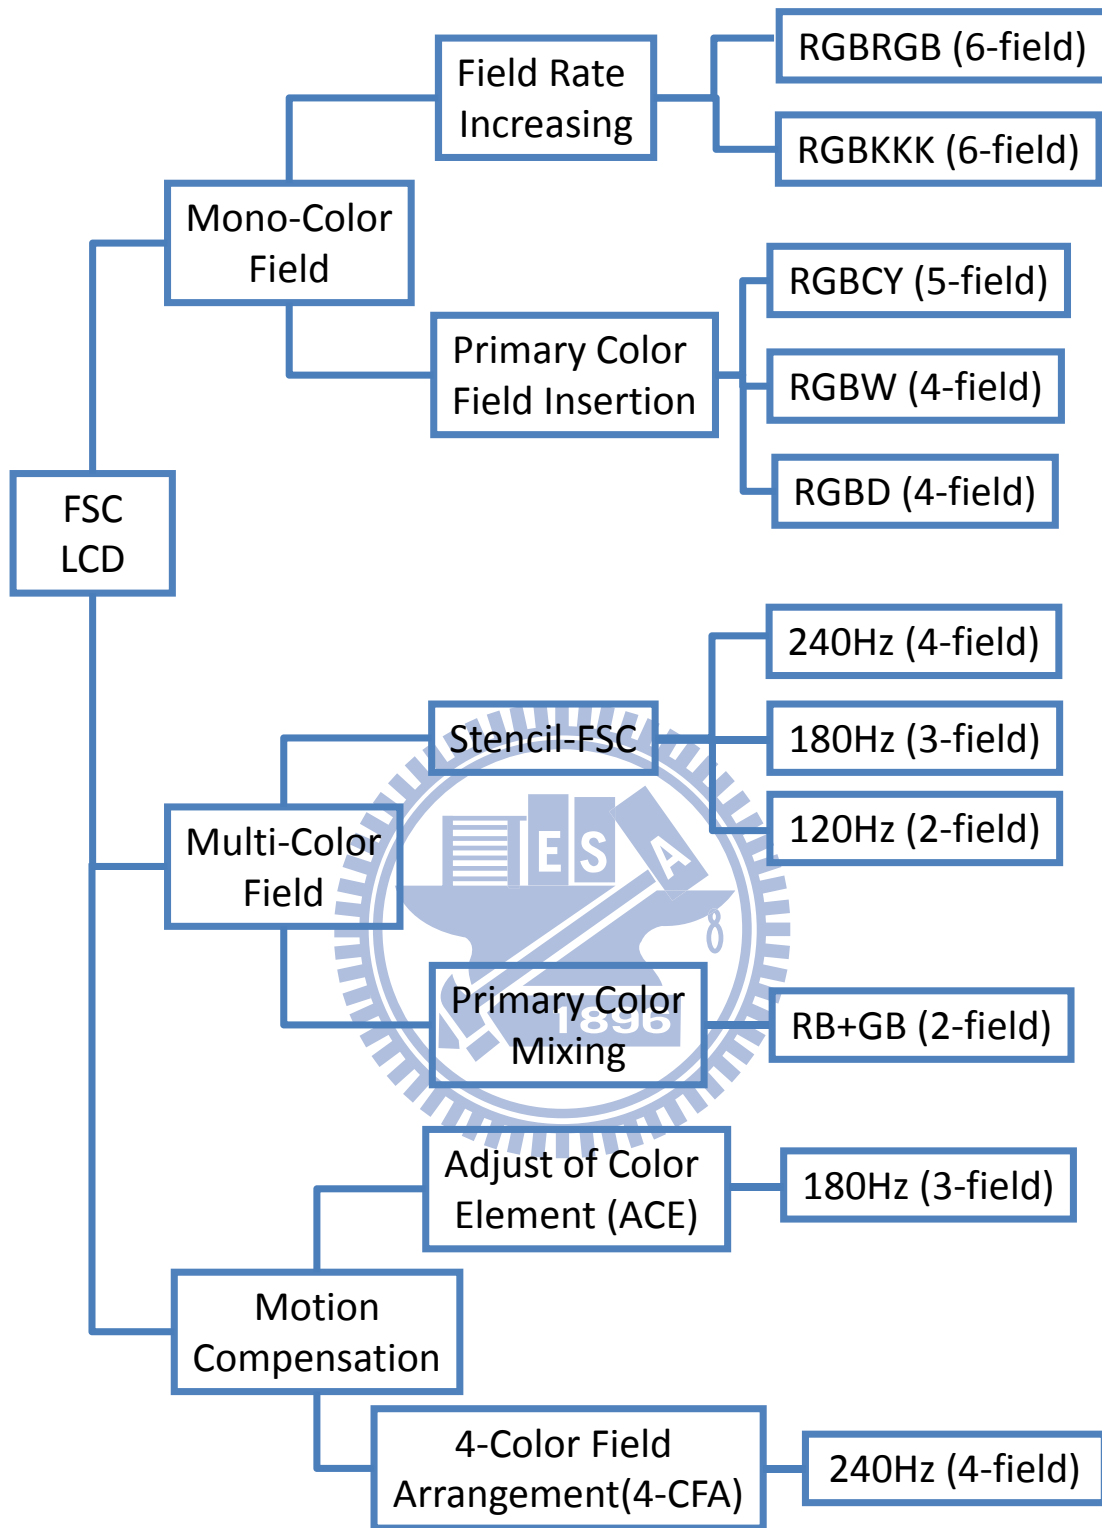 RGBRGB (6-field)
Field Rate
Increasing
RGBKKK (6-field)
Mono-Color
Field
RGBCY (5-field)
Primary Color
Field Insertion
RGBW (4-field)
RGBD (4-field)
FSC
LCD
240Hz (4-field)
Stencil-FSC
180Hz (3-field)
120Hz (2-field)
Multi-Color
Field
E S A
Primary Color
Mixing
1896
RB+GB (2-field)
Adjust of Color
Element (ACE)
180Hz (3-field)
Motion
Compensation
4-Color Field
Arrangement(4-CFA)
240Hz (4-field)